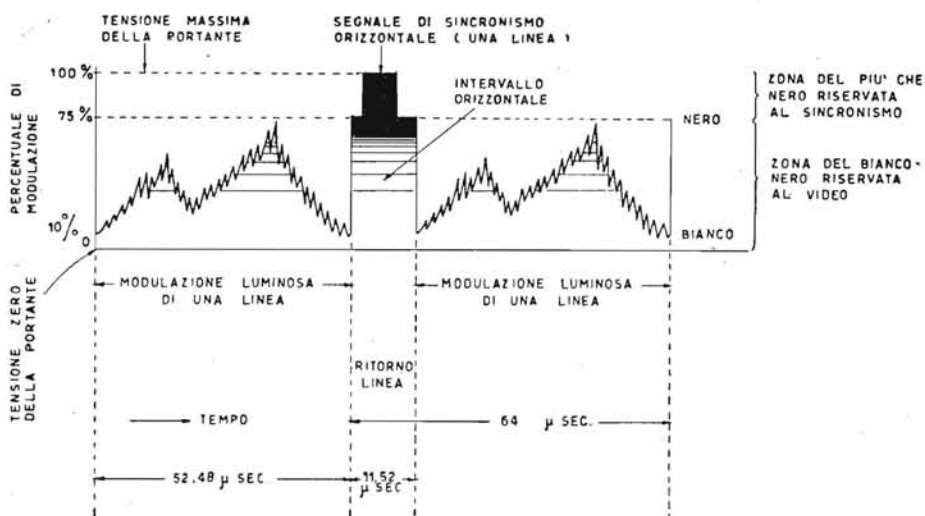 TENSIONE MASSIMA
DELLA PORTANTE
SEGNALE DI SINCRONISMO
ORIZZONTALE ( UNA LINEA )
PERCENTUALE DI
MODULAZIONE
100 %
75 %
10 %
0
INTERVALLO
ORIZZONTALE
NERO
BIANCO
ZONA DEL PIU' CHE
NERO RISERVATA
AL SINCRONISMO
ZONA DEL BIANCO-
NERO RISERVATA
AL VIDEO
TENSIONE ZERO
DELLA PORTANTE
MODULAZIONE LUMINOSA
DI UNA LINEA
MODULAZIONE LUMINOSA
DI UNA LINEA
RITORNO
LINEA
TEMPO
64 µ SEC.
52.48 µ SEC
11.52
µ SEC